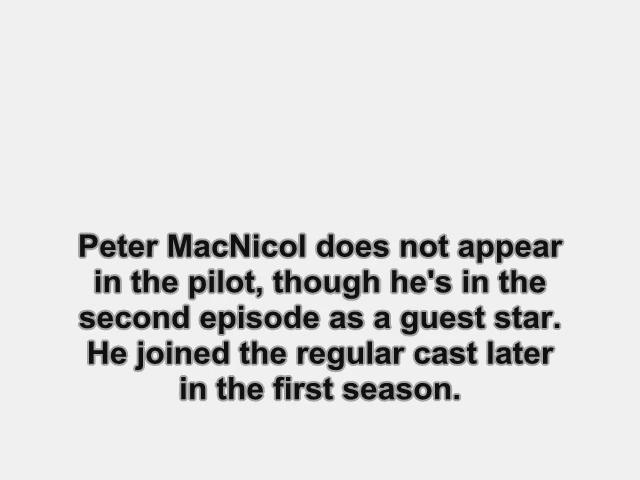 Peter MacNicol does not appear
in the pilot, though he's in the
second episode as a guest star.
He joined the regular cast later
in the first season.